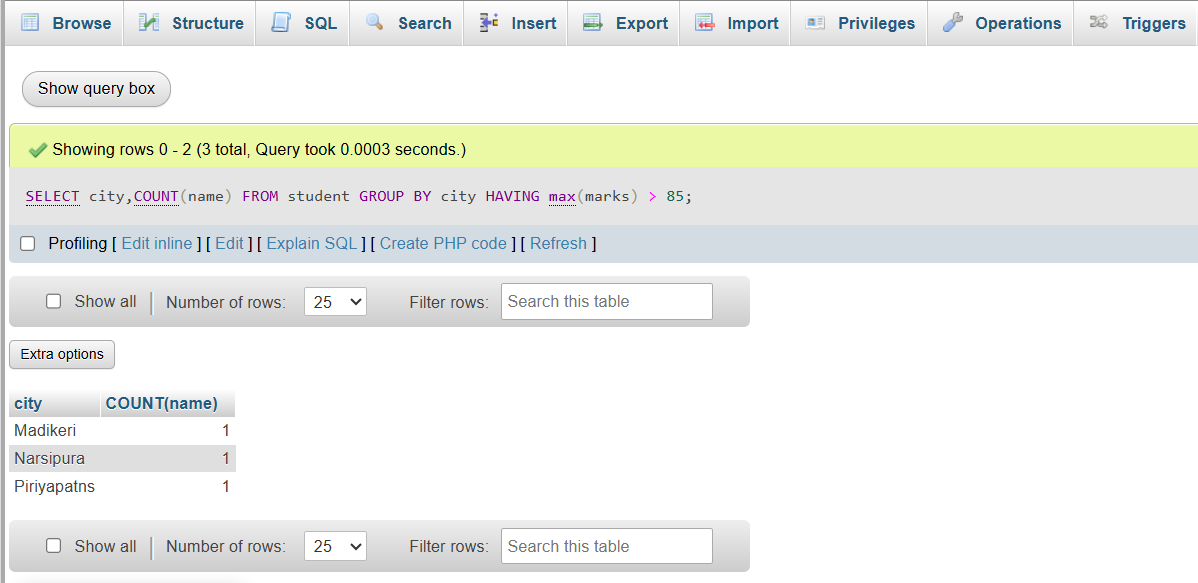 Browse Structure SQL Search Insert Export Import Privileges Operations Triggers
Show query box
Showing rows 0 - 2 (3 total, Query took 0.0003 seconds.)
SELECT city,COUNT(name) FROM student GROUP BY city HAVING max(marks) > 85;
Profiling [ Edit inline ] [ Edit ] [ Explain SQL ] [ Create PHP code ] [ Refresh ]
Show all Number of rows: 25 Filter rows: Search this table
Extra options
city COUNT(name)
Madikeri 1
Narsipura 1
Piriyapatns 1
Show all Number of rows: 25 Filter rows: Search this table